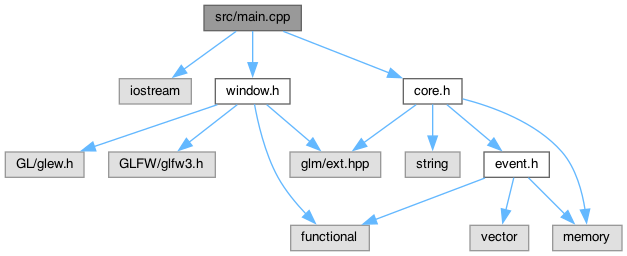 src/main.cpp
iostream
window.h
core.h
GL/glew.h
GLFW/glfw3.h
glm/ext.hpp
string
event.h
functional
vector
memory